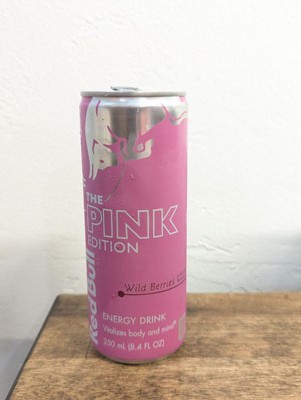 Red Bull
THE
PINK
EDITION
Wild Berries
ENERGY DRINK
Vitalizes body and mind®
250 mL (8.4 FL OZ)